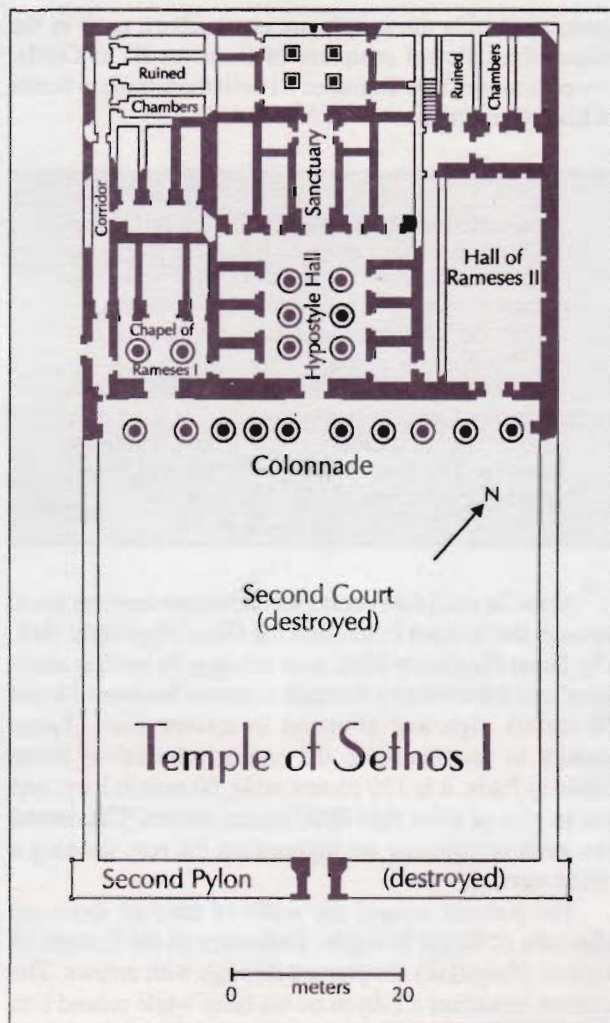 Ruined
Chambers
Ruined
Chambers
Sanctuary
Corridor
Hall of
Rameses II
Hypostyle Hall
Chapel of
Rameses I
Colonnade
N
Second Court
(destroyed)
Temple of Sethos I
Second Pylon (destroyed)
0 meters 20